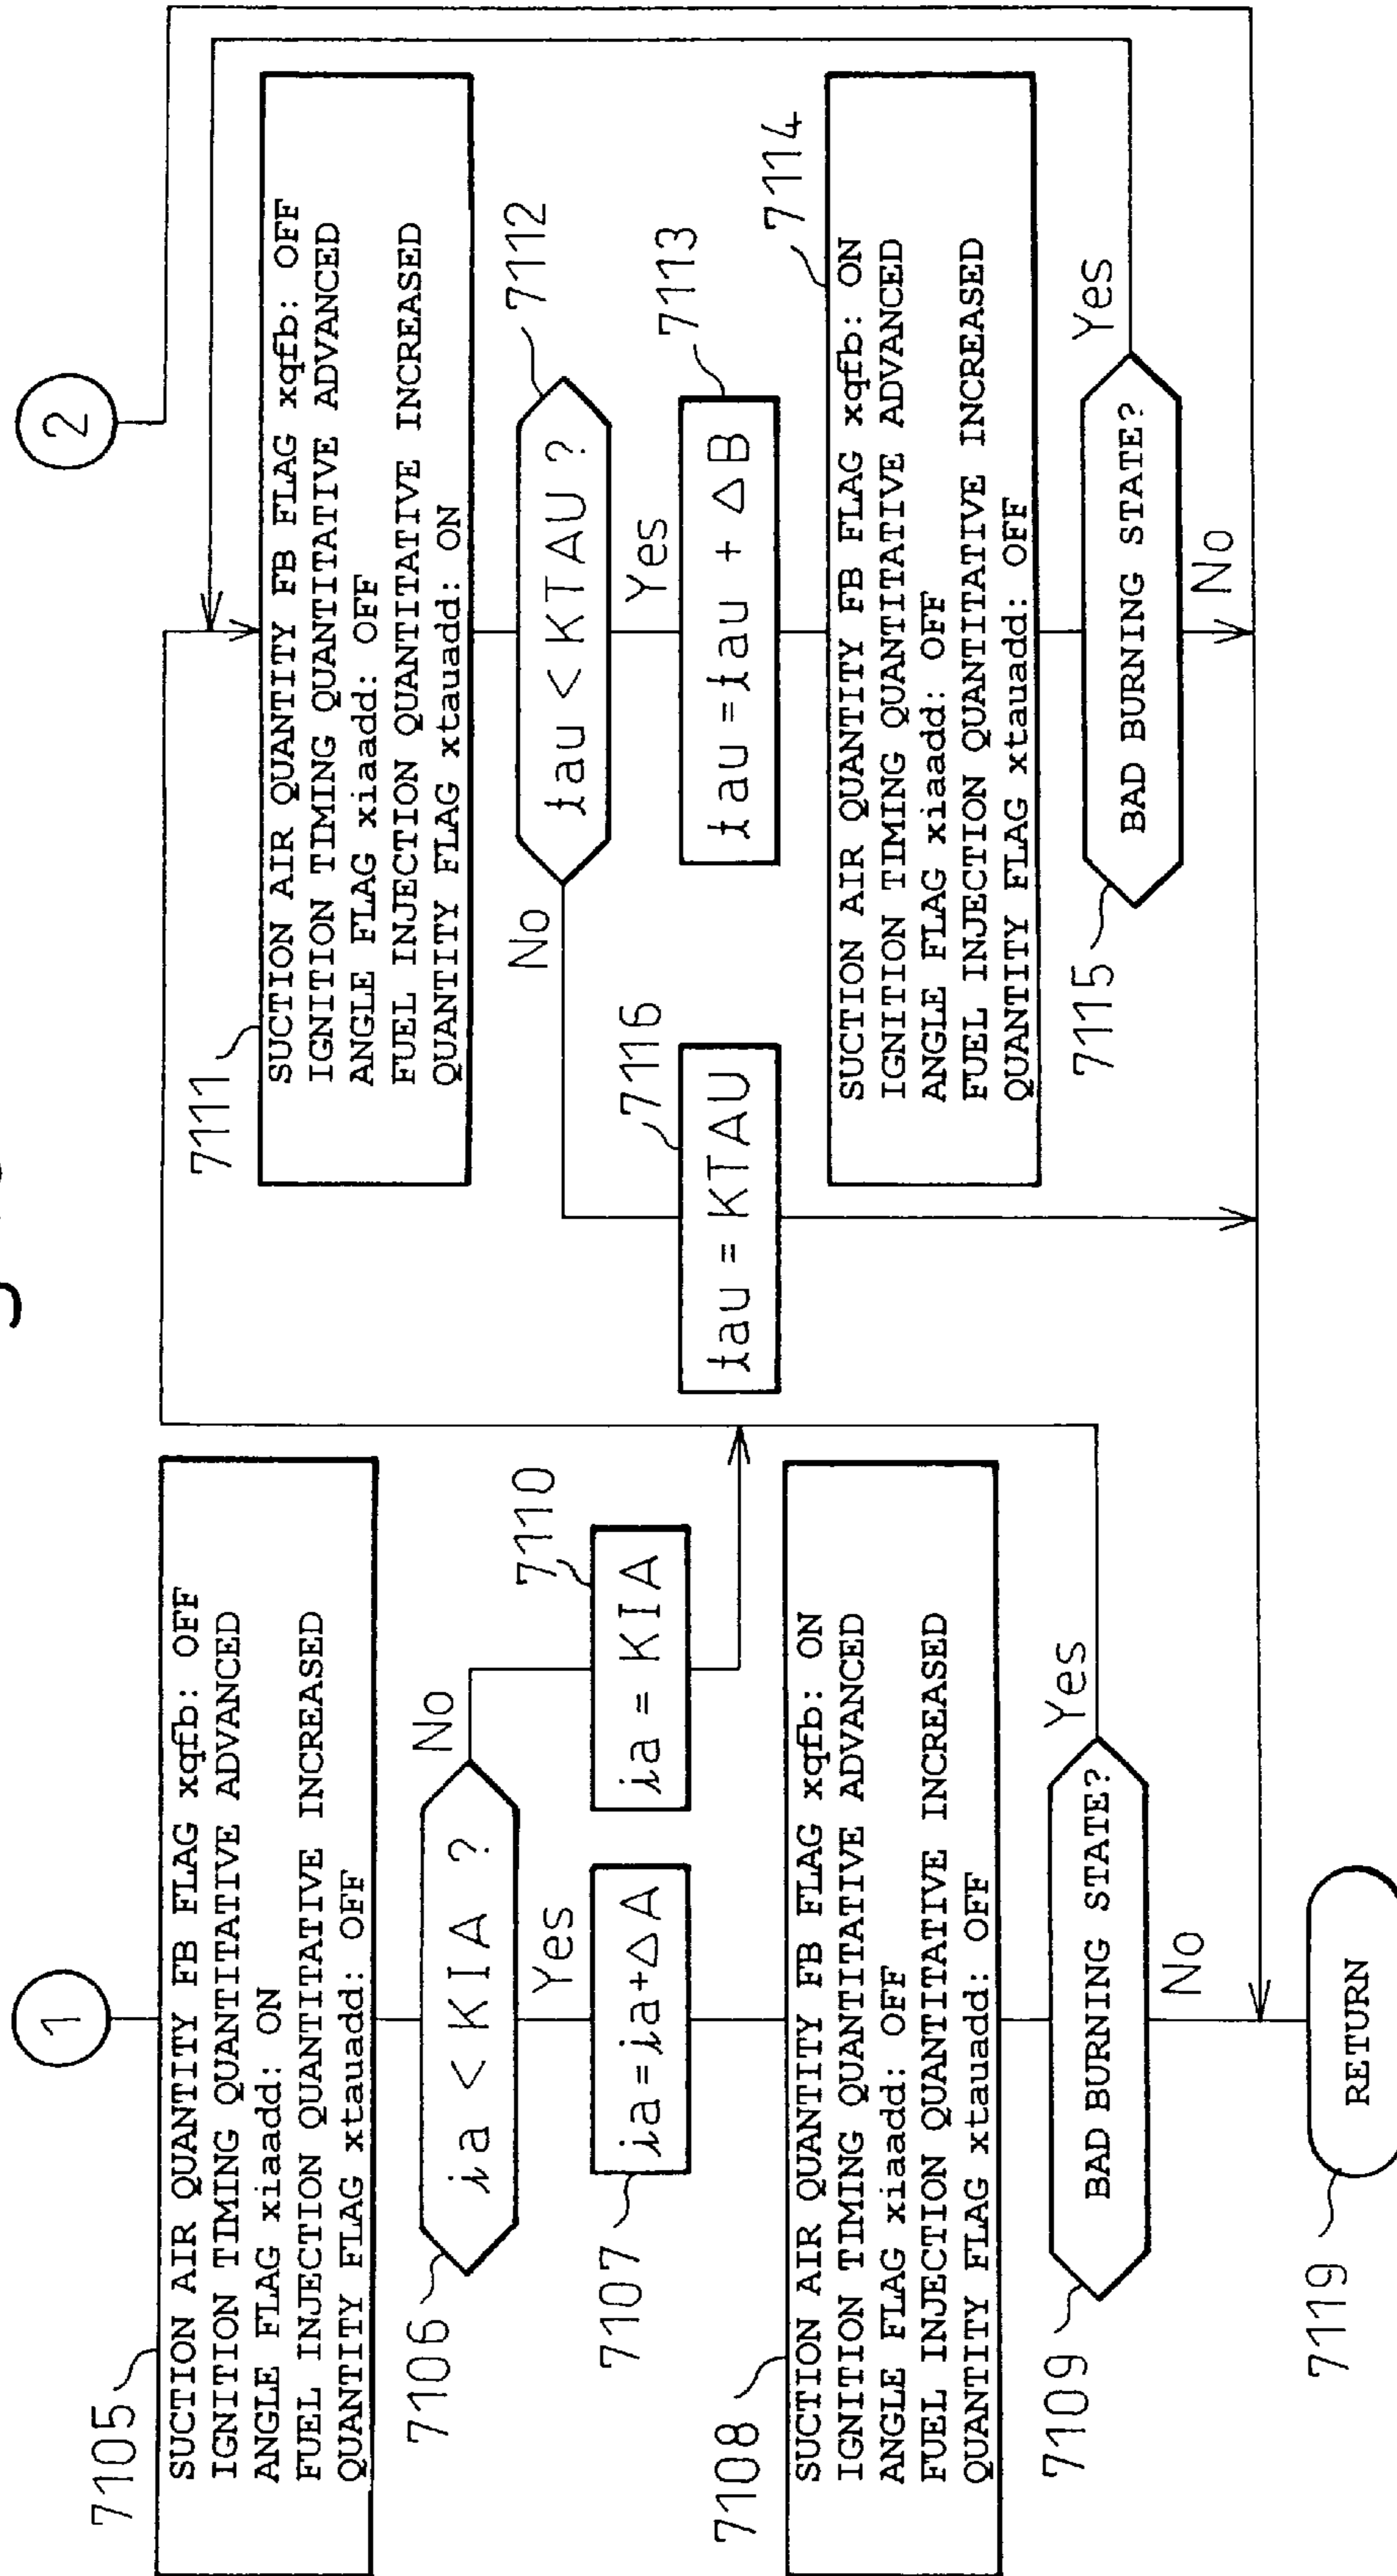 1
7105
SUCTION AIR QUANTITY FB FLAG xqfb: OFF
IGNITION TIMING QUANTITATIVE ADVANCED
ANGLE FLAG xiaadd: ON
FUEL INJECTION QUANTITATIVE INCREASED
QUANTITY FLAG xtauadd: OFF
7106
ia < KIA ?
No
Yes
7107
ia = ia + ΔA
7110
ia = KIA
7108
SUCTION AIR QUANTITY FB FLAG xqfb: ON
IGNITION TIMING QUANTITATIVE ADVANCED
ANGLE FLAG xiaadd: OFF
FUEL INJECTION QUANTITATIVE INCREASED
QUANTITY FLAG xtauadd: OFF
7109
BAD BURNING STATE?
Yes
No
7119
RETURN
2
7111
SUCTION AIR QUANTITY FB FLAG xqfb: OFF
IGNITION TIMING QUANTITATIVE ADVANCED
ANGLE FLAG xiaadd: OFF
FUEL INJECTION QUANTITATIVE INCREASED
QUANTITY FLAG xtauadd: ON
7112
tau < KTAU ?
No
Yes
7116
tau = KTAU
7113
tau = tau + ΔB
7114
SUCTION AIR QUANTITY FB FLAG xqfb: ON
IGNITION TIMING QUANTITATIVE ADVANCED
ANGLE FLAG xiaadd: OFF
FUEL INJECTION QUANTITATIVE INCREASED
QUANTITY FLAG xtauadd: OFF
7115
BAD BURNING STATE?
Yes
No